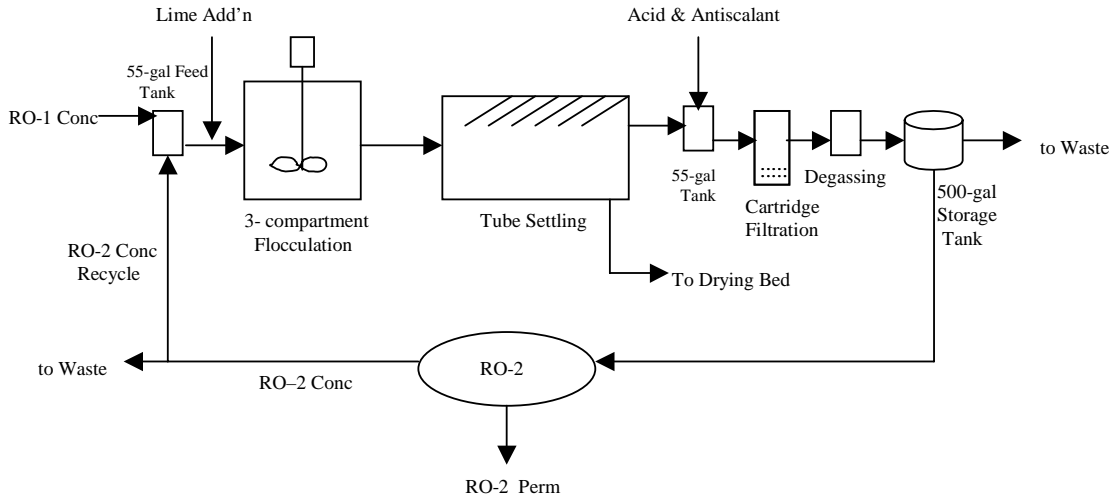 Lime Add'n
Acid & Antiscalant
55-gal Feed
Tank
RO-1 Conc
to Waste
3- compartment
Flocculation
Tube Settling
55-gal
Tank
Cartridge
Filtration
Degassing
500-gal
Storage
Tank
RO-2 Conc
Recycle
To Drying Bed
to Waste
RO–2 Conc
RO-2
RO-2 Perm